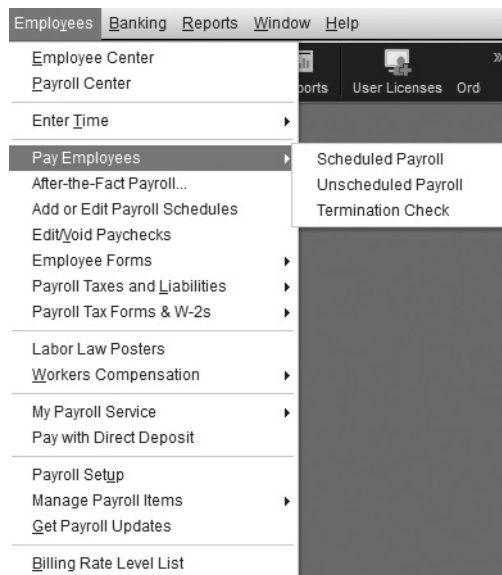 Employees Banking Reports Window Help
Employee Center
Payroll Center
Enter Time
Pay Employees
After-the-Fact Payroll...
Add or Edit Payroll Schedules
Edit/Void Paychecks
Employee Forms
Payroll Taxes and Liabilities
Payroll Tax Forms & W-2s
Labor Law Posters
Workers Compensation
My Payroll Service
Pay with Direct Deposit
Payroll Setup
Manage Payroll Items
Get Payroll Updates
Billing Rate Level List
ports User Licenses Ord
»
Scheduled Payroll
Unscheduled Payroll
Termination Check